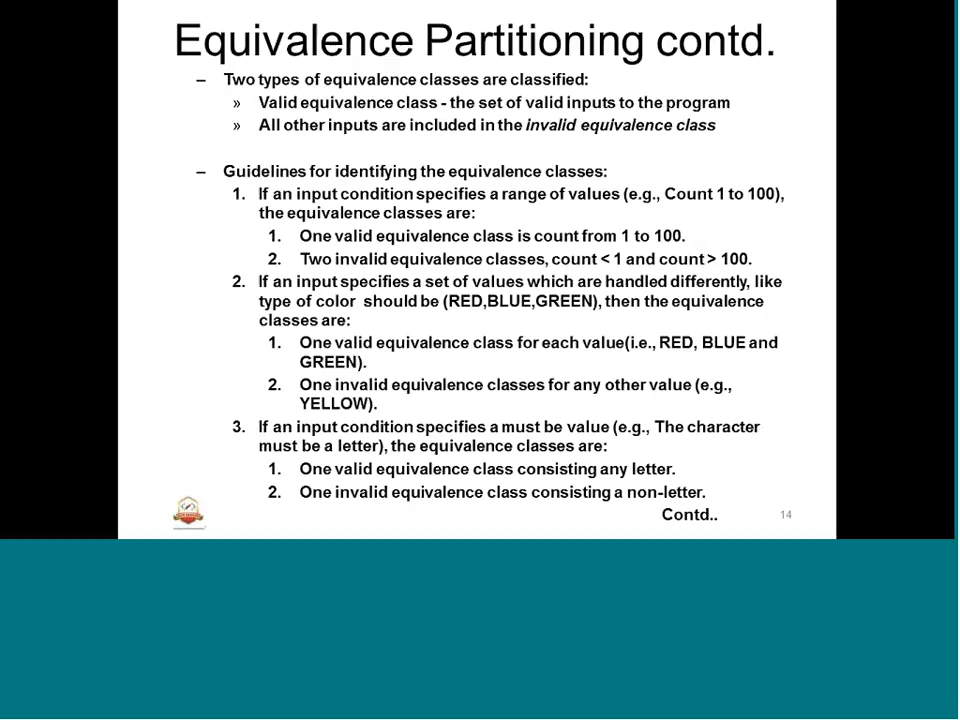 Equivalence Partitioning contd.
– Two types of equivalence classes are classified:
» Valid equivalence class - the set of valid inputs to the program
» All other inputs are included in the invalid equivalence class
– Guidelines for identifying the equivalence classes:
1. If an input condition specifies a range of values (e.g., Count 1 to 100),
the equivalence classes are:
1. One valid equivalence class is count from 1 to 100.
2. Two invalid equivalence classes, count < 1 and count > 100.
2. If an input specifies a set of values which are handled differently, like
type of color should be (RED,BLUE,GREEN), then the equivalence
classes are:
1. One valid equivalence class for each value(i.e., RED, BLUE and
GREEN).
2. One invalid equivalence classes for any other value (e.g.,
YELLOW).
3. If an input condition specifies a must be value (e.g., The character
must be a letter), the equivalence classes are:
1. One valid equivalence class consisting any letter.
2. One invalid equivalence class consisting a non-letter.
Contd..
14